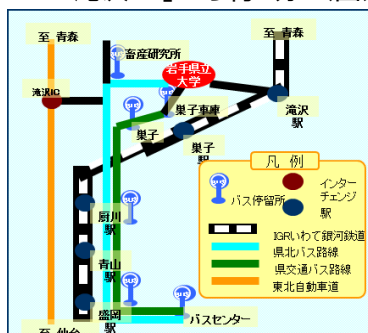 至 青森
至 青森
畜産研究所
岩手県立
大学
滝沢IC
巣子車庫
滝沢
駅
巣子
巣子
駅
凡 例
バス停留所
インター
チェンジ
駅
厨川
駅
IGRいわて銀河鉄道
県北バス路線
青山
駅
県交通バス路線
東北自動車道
盛岡
駅
バスセンター
至 仙台